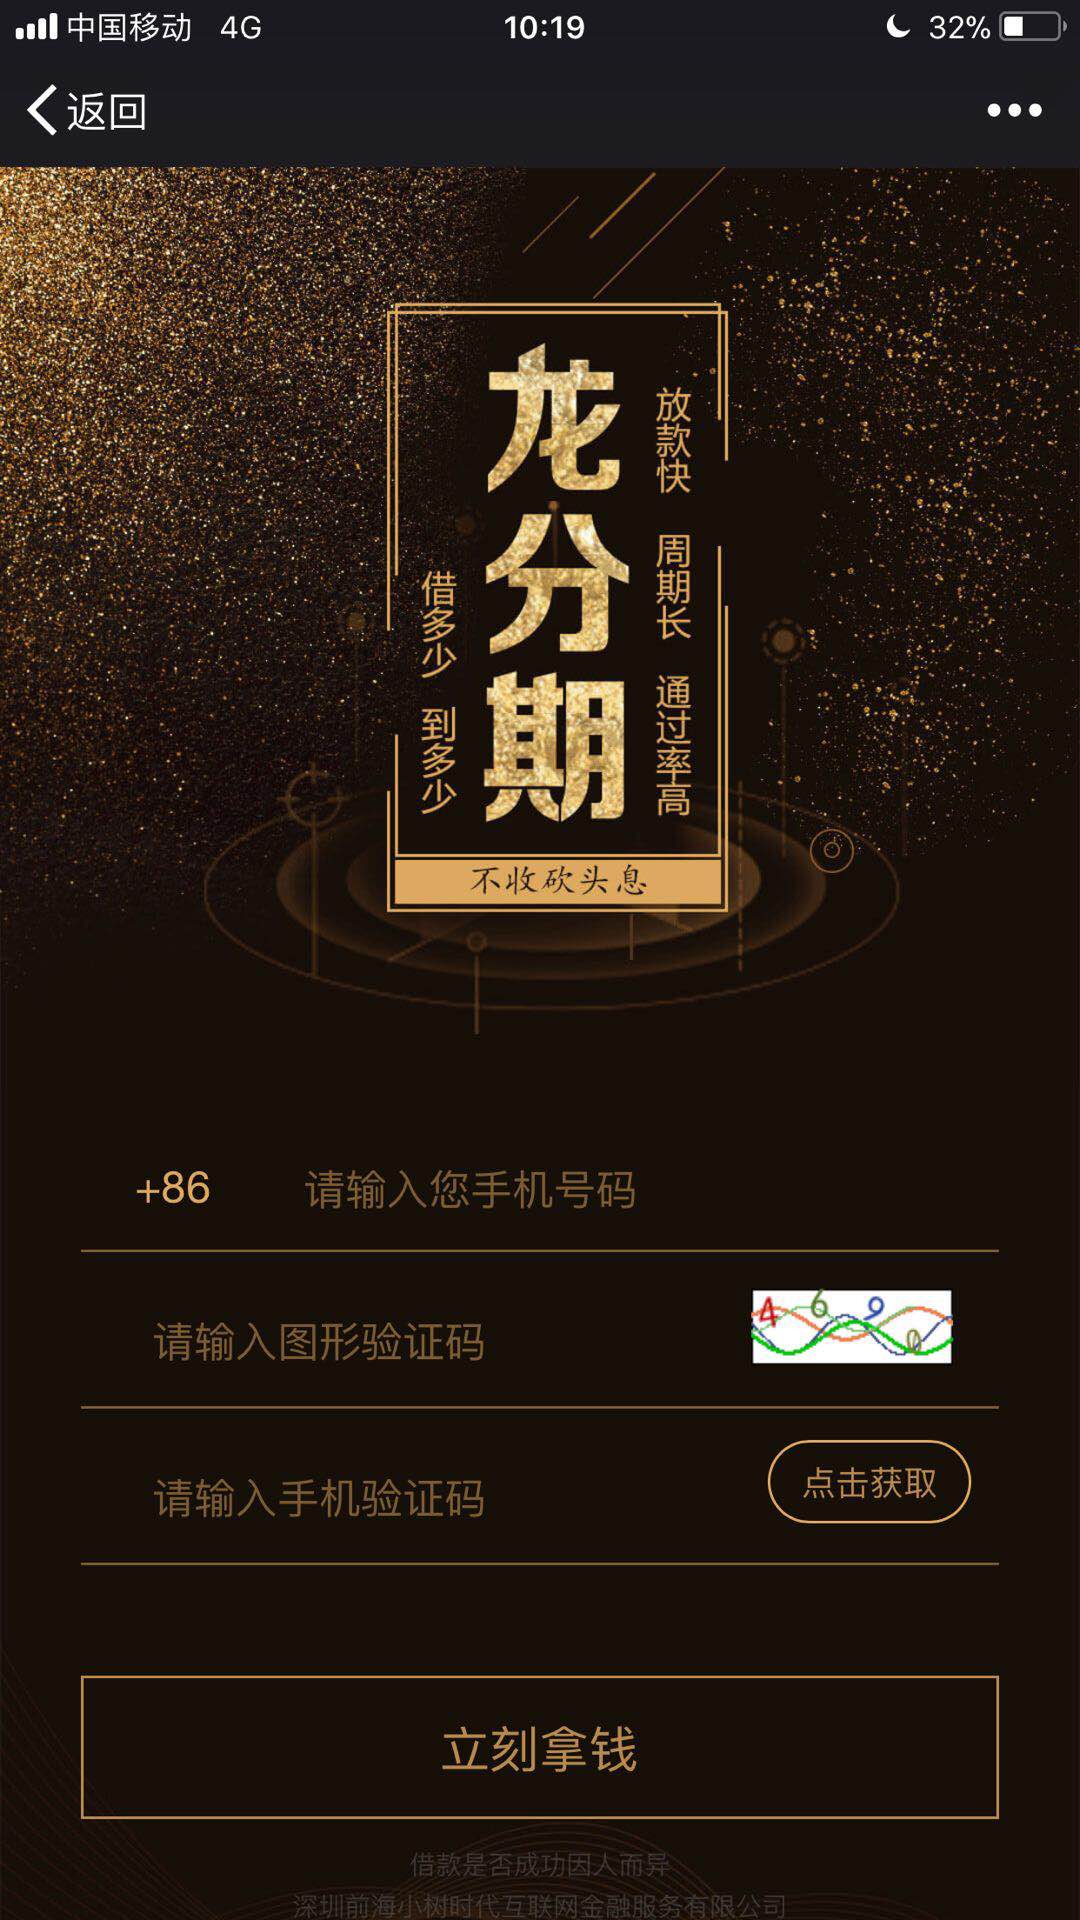 中国移动 4G 10:19 32%
返回
龙分期
放款快 周期长 通过率高
借多少 到多少
不收砍头息
+86 请输入您手机号码
请输入图形验证码 4690
请输入手机验证码 点击获取
立刻拿钱
借款是否成功因人而异
深圳前海小树时代互联网金融服务有限公司